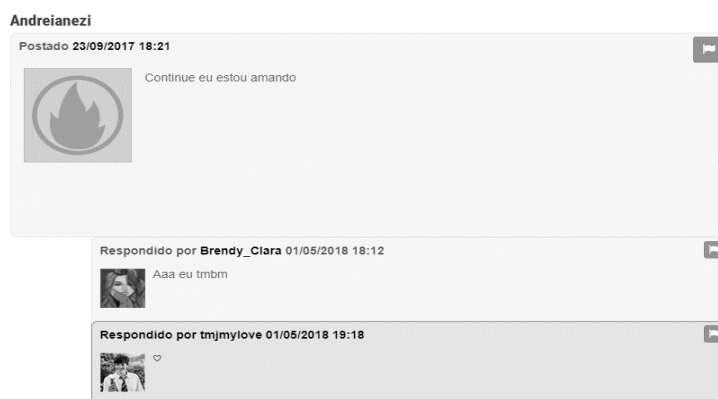 Andreianezi
Postado 23/09/2017 18:21
Continue eu estou amando
Respondido por Brendy_Clara 01/05/2018 18:12
Aaa eu tmbm
Respondido por tmjmylove 01/05/2018 19:18
♡